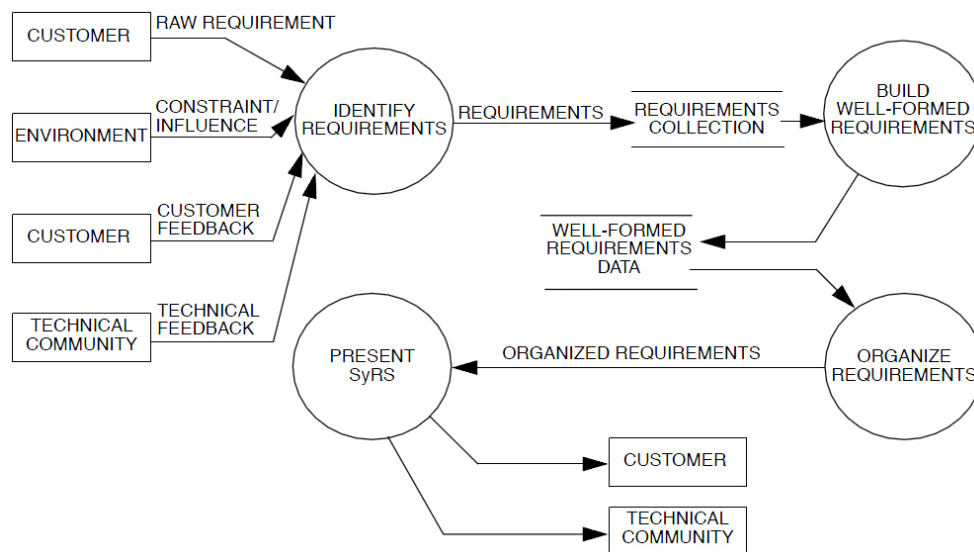 CUSTOMER
RAW REQUIREMENT
ENVIRONMENT
CONSTRAINT/
INFLUENCE
CUSTOMER
CUSTOMER
FEEDBACK
TECHNICAL
COMMUNITY
TECHNICAL
FEEDBACK
IDENTIFY
REQUIREMENTS
REQUIREMENTS
REQUIREMENTS
COLLECTION
BUILD
WELL-FORMED
REQUIREMENTS
WELL-FORMED
REQUIREMENTS
DATA
ORGANIZE
REQUIREMENTS
ORGANIZED REQUIREMENTS
PRESENT
SyRS
CUSTOMER
TECHNICAL
COMMUNITY